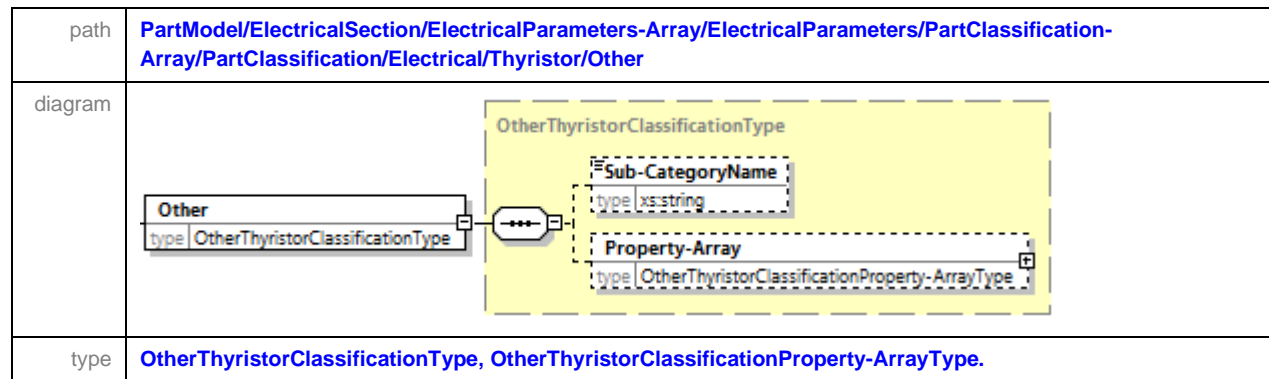 path
PartModel/ElectricalSection/ElectricalParameters-Array/ElectricalParameters/PartClassification-
Array/PartClassification/Electrical/Thyristor/Other
diagram
OtherThyristorClassificationType
Sub-CategoryName
type xs:string
Other
type OtherThyristorClassificationType
Property-Array
type OtherThyristorClassificationProperty-ArrayType
type
OtherThyristorClassificationType, OtherThyristorClassificationProperty-ArrayType.